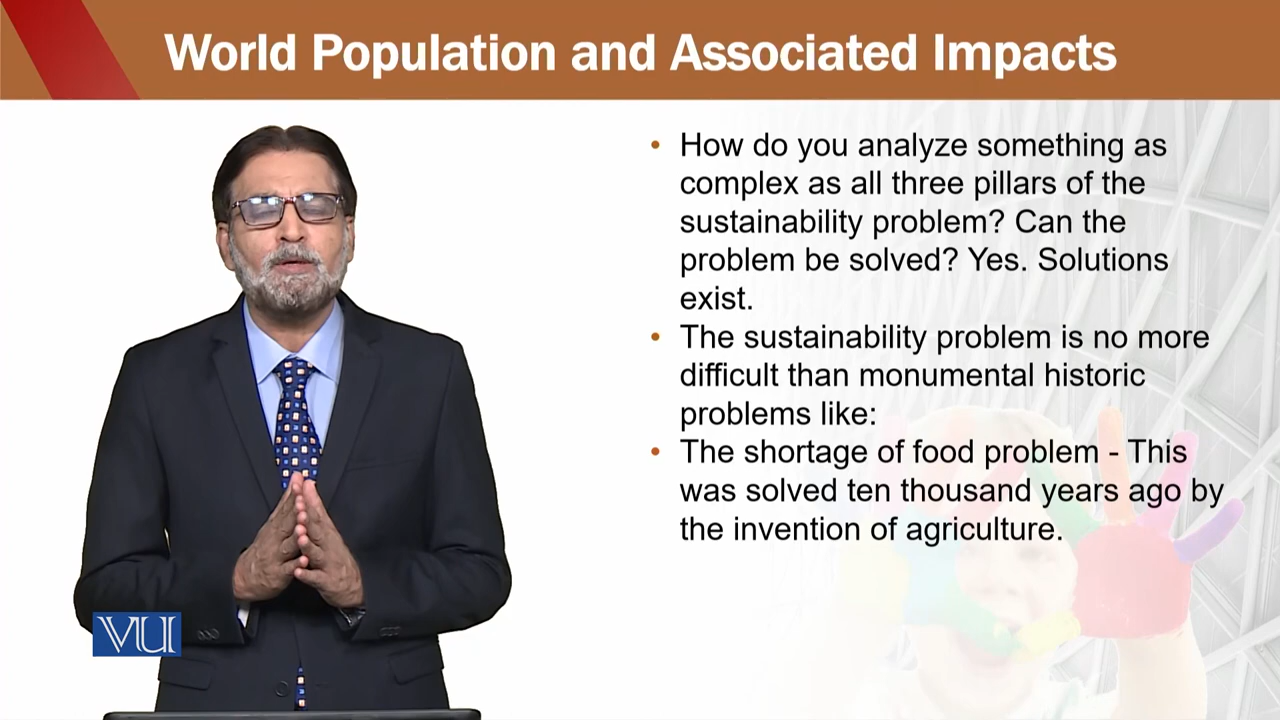 World Population and Associated Impacts
• How do you analyze something as
complex as all three pillars of the
sustainability problem? Can the
problem be solved? Yes. Solutions
exist.
• The sustainability problem is no more
difficult than monumental historic
problems like:
• The shortage of food problem - This
was solved ten thousand years ago by
the invention of agriculture.
VU